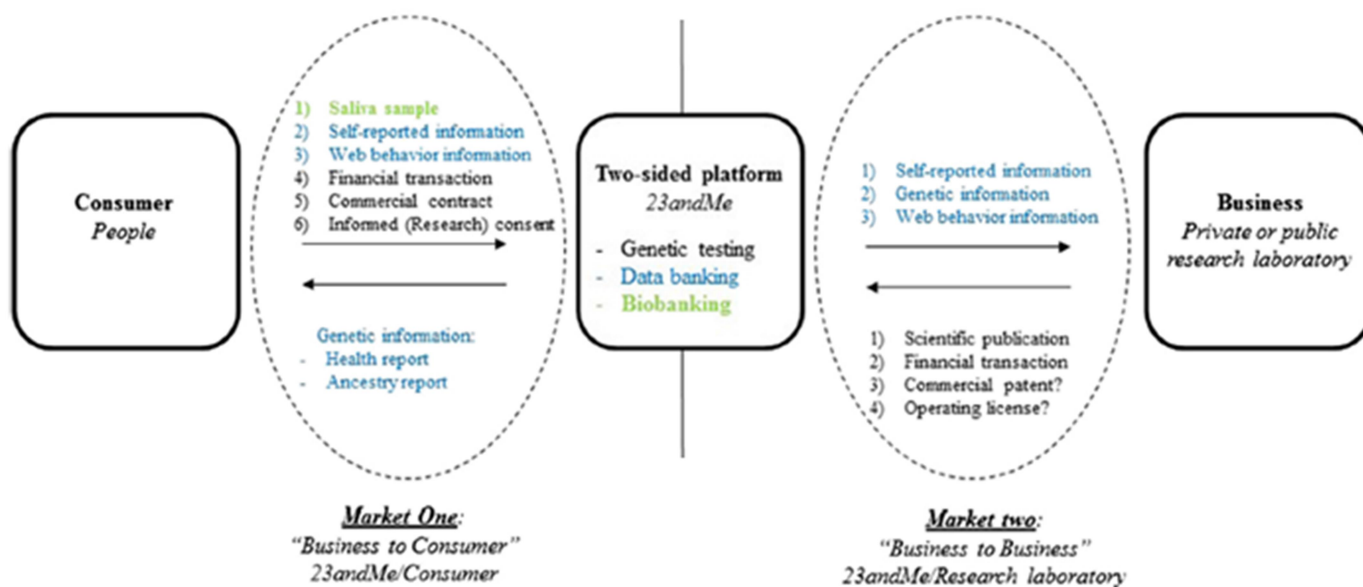 Consumer
People
1) Saliva sample
2) Self-reported information
3) Web behavior information
4) Financial transaction
5) Commercial contract
6) Informed (Research) consent
Genetic information:
- Health report
- Ancestry report
Two-sided platform
23andMe
- Genetic testing
- Data banking
- Biobanking
1) Self-reported information
2) Genetic information
3) Web behavior information
1) Scientific publication
2) Financial transaction
3) Commercial patent?
4) Operating license?
Business
Private or public
research laboratory
Market One:
“Business to Consumer”
23andMe/Consumer
Market two:
“Business to Business”
23andMe/Research laboratory